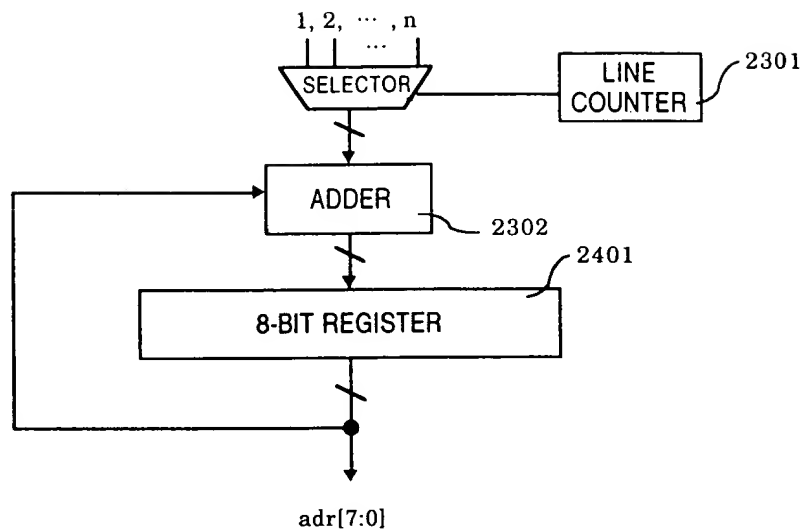 1, 2, ··· , n
···
SELECTOR
LINE
COUNTER
2301
ADDER
2302
2401
8-BIT REGISTER
adr[7:0]